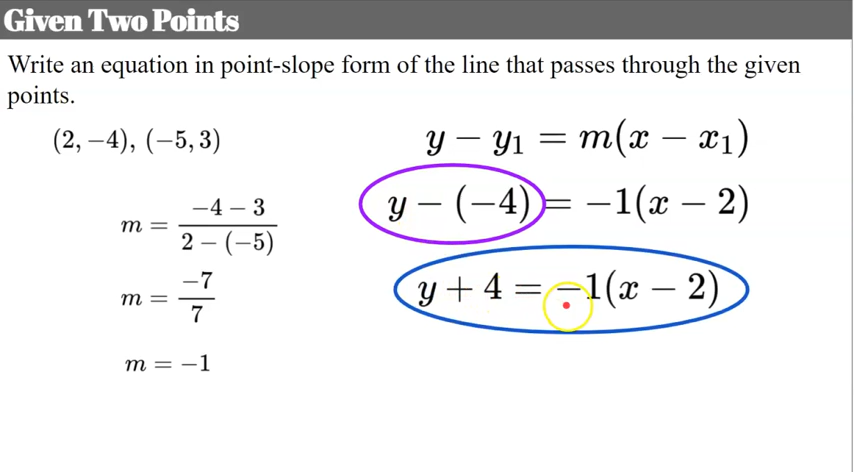 Given Two Points
Write an equation in point-slope form of the line that passes through the given
points.
(2, −4), (−5, 3)
m = −4 − 3 / 2 − (−5)
m = −7 / 7
m = −1
y − y₁ = m(x − x₁)
y − (−4) = −1(x − 2)
y + 4 = −1(x − 2)